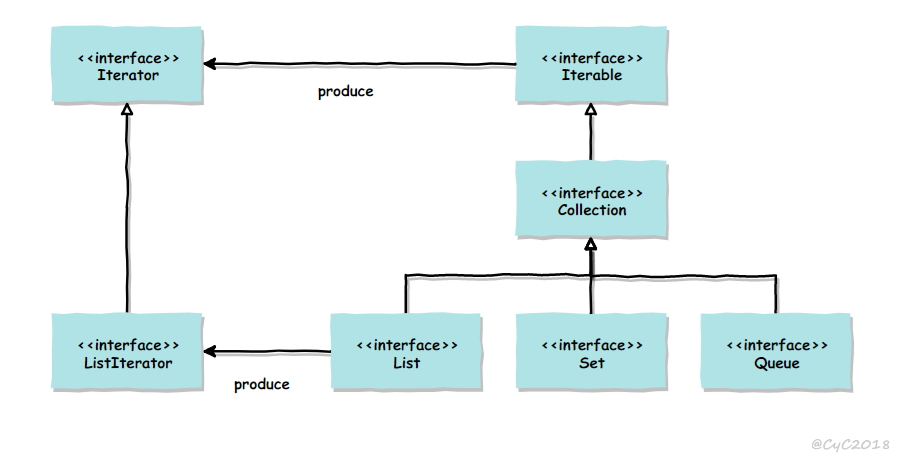 <<interface>>
Iterator
<<interface>>
Iterable
produce
<<interface>>
Collection
<<interface>>
ListIterator
<<interface>>
List
<<interface>>
Set
<<interface>>
Queue
produce
@CyC2018